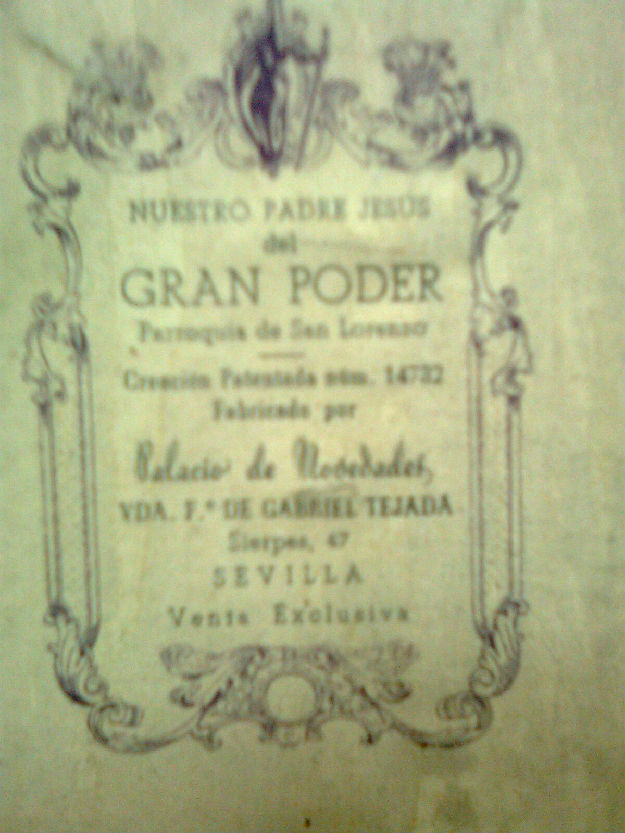 NUESTRO PADRE JESÚS
del
GRAN PODER
Parroquia de San Lorenzo
Creación Patentada núm. 14732
Fabricada por
Palacio de Novedades,
VDA. F.ª DE GABRIEL TEJADA
Sierpes, 47
SEVILLA
Venta Exclusiva